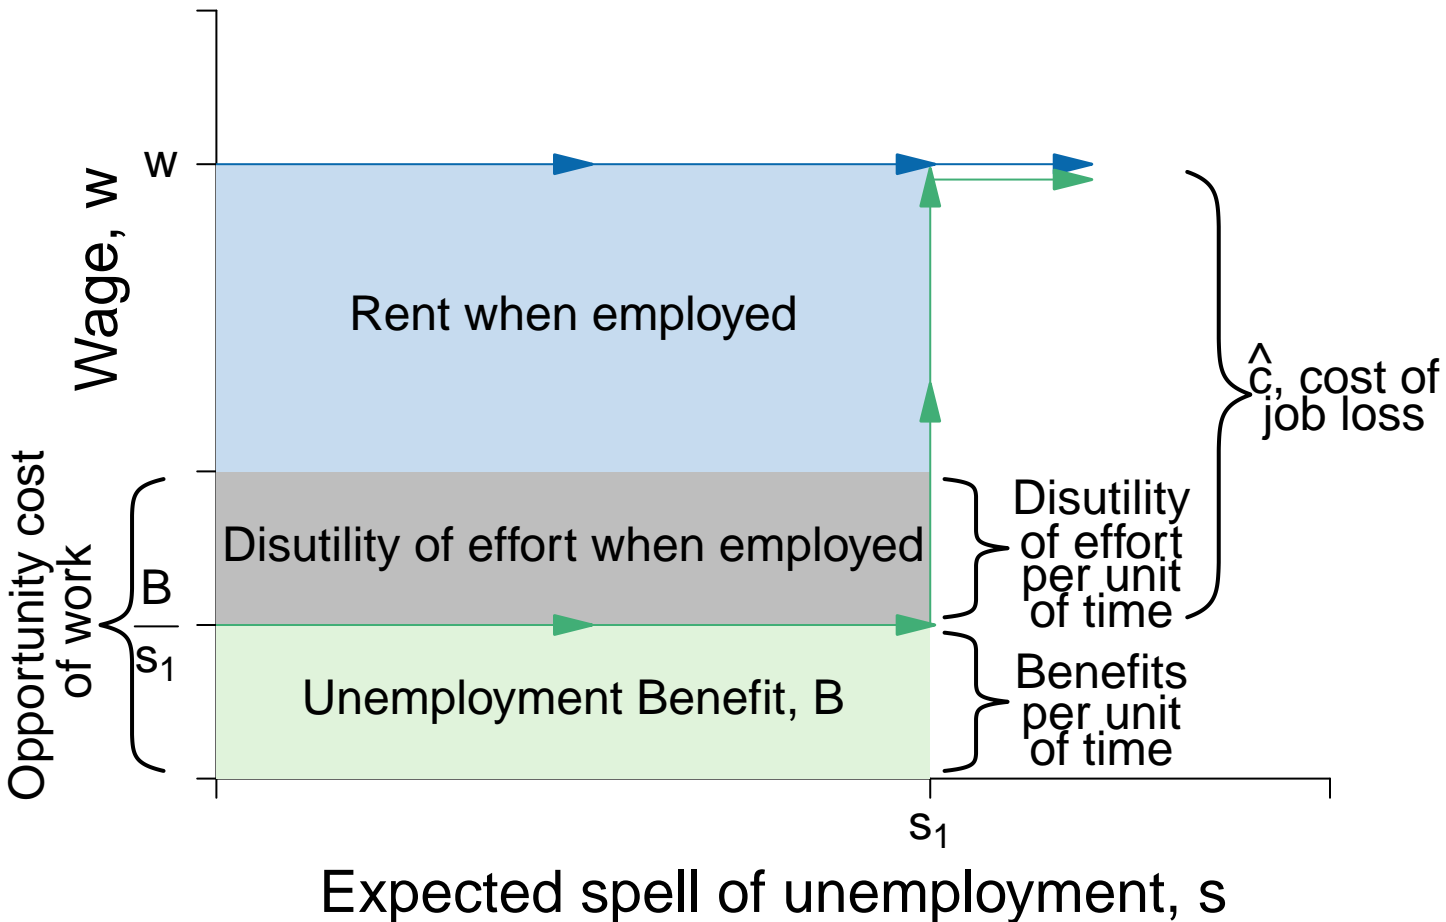 Wage, w
w
Rent when employed
ĉ, cost of
job loss
Opportunity cost
of work
B
s₁
Disutility of effort when employed
Disutility
of effort
per unit
of time
Unemployment Benefit, B
Benefits
per unit
of time
s₁
Expected spell of unemployment, s